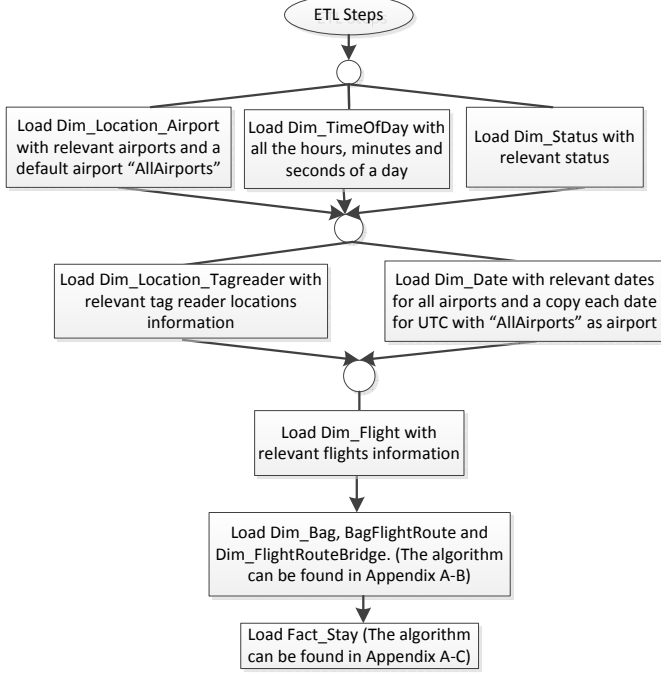 ETL Steps
Load Dim_Location_Airport
with relevant airports and a
default airport “AllAirports”
Load Dim_TimeOfDay with
all the hours, minutes and
seconds of a day
Load Dim_Status with
relevant status
Load Dim_Location_Tagreader with
relevant tag reader locations
information
Load Dim_Date with relevant dates
for all airports and a copy each date
for UTC with “AllAirports” as airport
Load Dim_Flight with
relevant flights information
Load Dim_Bag, BagFlightRoute and
Dim_FlightRouteBridge. (The algorithm
can be found in Appendix A-B)
Load Fact_Stay (The algorithm
can be found in Appendix A-C)